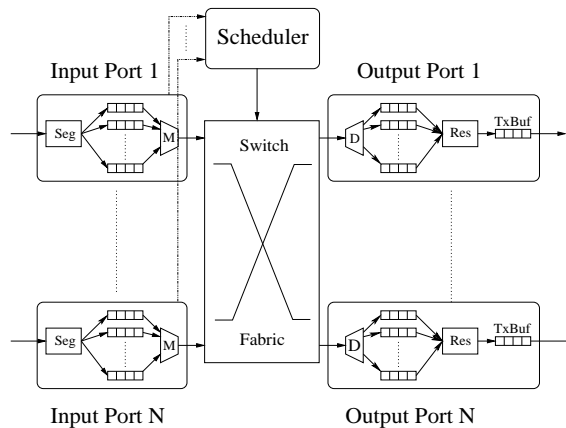 Scheduler
Input Port 1
Output Port 1
Seg
M
Switch
D
Res
TxBuf
Seg
M
Fabric
D
Res
TxBuf
Input Port N
Output Port N